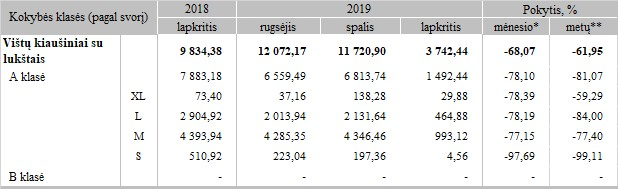 Kokybės klasės (pagal svorį) 2018 2019 Pokytis, %
lapkritis rugsėjis spalis lapkritis mėnesio* metų**
Vištų kiaušiniai su lukštais 9 834,38 12 072,17 11 720,90 3 742,44 -68,07 -61,95
A klasė 7 883,18 6 559,49 6 813,74 1 492,44 -78,10 -81,07
XL 73,40 37,16 138,28 29,88 -78,39 -59,29
L 2 904,92 2 013,94 2 131,64 464,88 -78,19 -84,00
M 4 393,94 4 285,35 4 346,46 993,12 -77,15 -77,40
S 510,92 223,04 197,36 4,56 -97,69 -99,11
B klasė - - - - - -